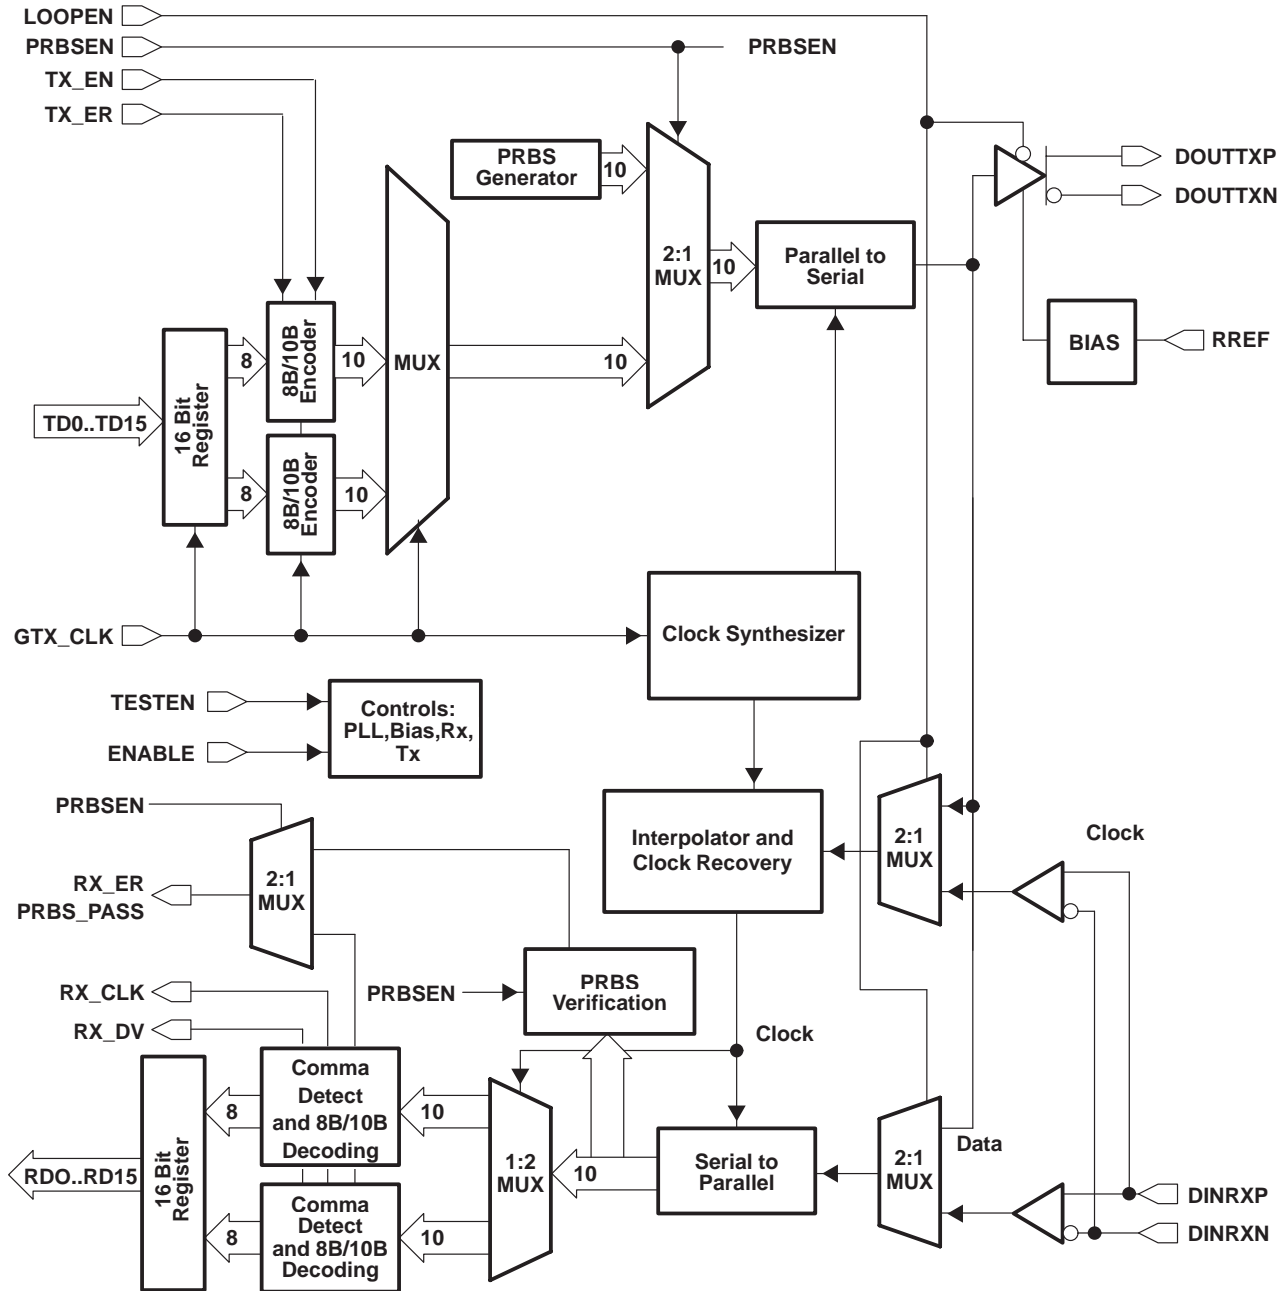 LOOPEN
PRBSEN
PRBSEN
TX_EN
TX_ER
PRBS
Generator
10
DOUTTXP
DOUTTXN
2:1
MUX
10
Parallel to
Serial
BIAS
RREF
8
8B/10B
Encoder
10
MUX
10
TD0..TD15
16 Bit
Register
8
8B/10B
Encoder
10
GTX_CLK
Clock Synthesizer
TESTEN
ENABLE
Controls:
PLL,Bias,Rx,
Tx
PRBSEN
2:1
MUX
RX_ER
PRBS_PASS
Interpolator and
Clock Recovery
2:1
MUX
Clock
RX_CLK
RX_DV
PRBSEN
PRBS
Verification
Clock
Comma
Detect
and 8B/10B
Decoding
8
10
RDO..RD15
16 Bit
Register
1:2
MUX
10
Serial to
Parallel
2:1
MUX
Data
DINRXP
DINRXN
Comma
Detect
and 8B/10B
Decoding
8
10